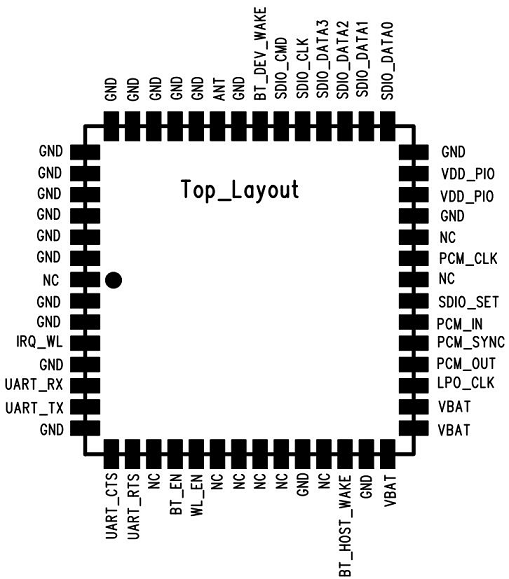 GND
GND
GND
GND
GND
ANT
GND
BT_DEV_WAKE
SDIO_CMD
SDIO_CLK
SDIO_DATA3
SDIO_DATA2
SDIO_DATA1
SDIO_DATA0
Top_Layout
GND
GND
GND
GND
GND
GND
NC
GND
GND
IRQ_WL
GND
UART_RX
UART_TX
GND
GND
VDD_PIO
VDD_PIO
GND
NC
PCM_CLK
NC
SDIO_SET
PCM_IN
PCM_SYNC
PCM_OUT
LPO_CLK
VBAT
VBAT
UART_CTS
UART_RTS
NC
BT_EN
WL_EN
NC
NC
NC
NC
GND
NC
BT_HOST_WAKE
GND
VBAT